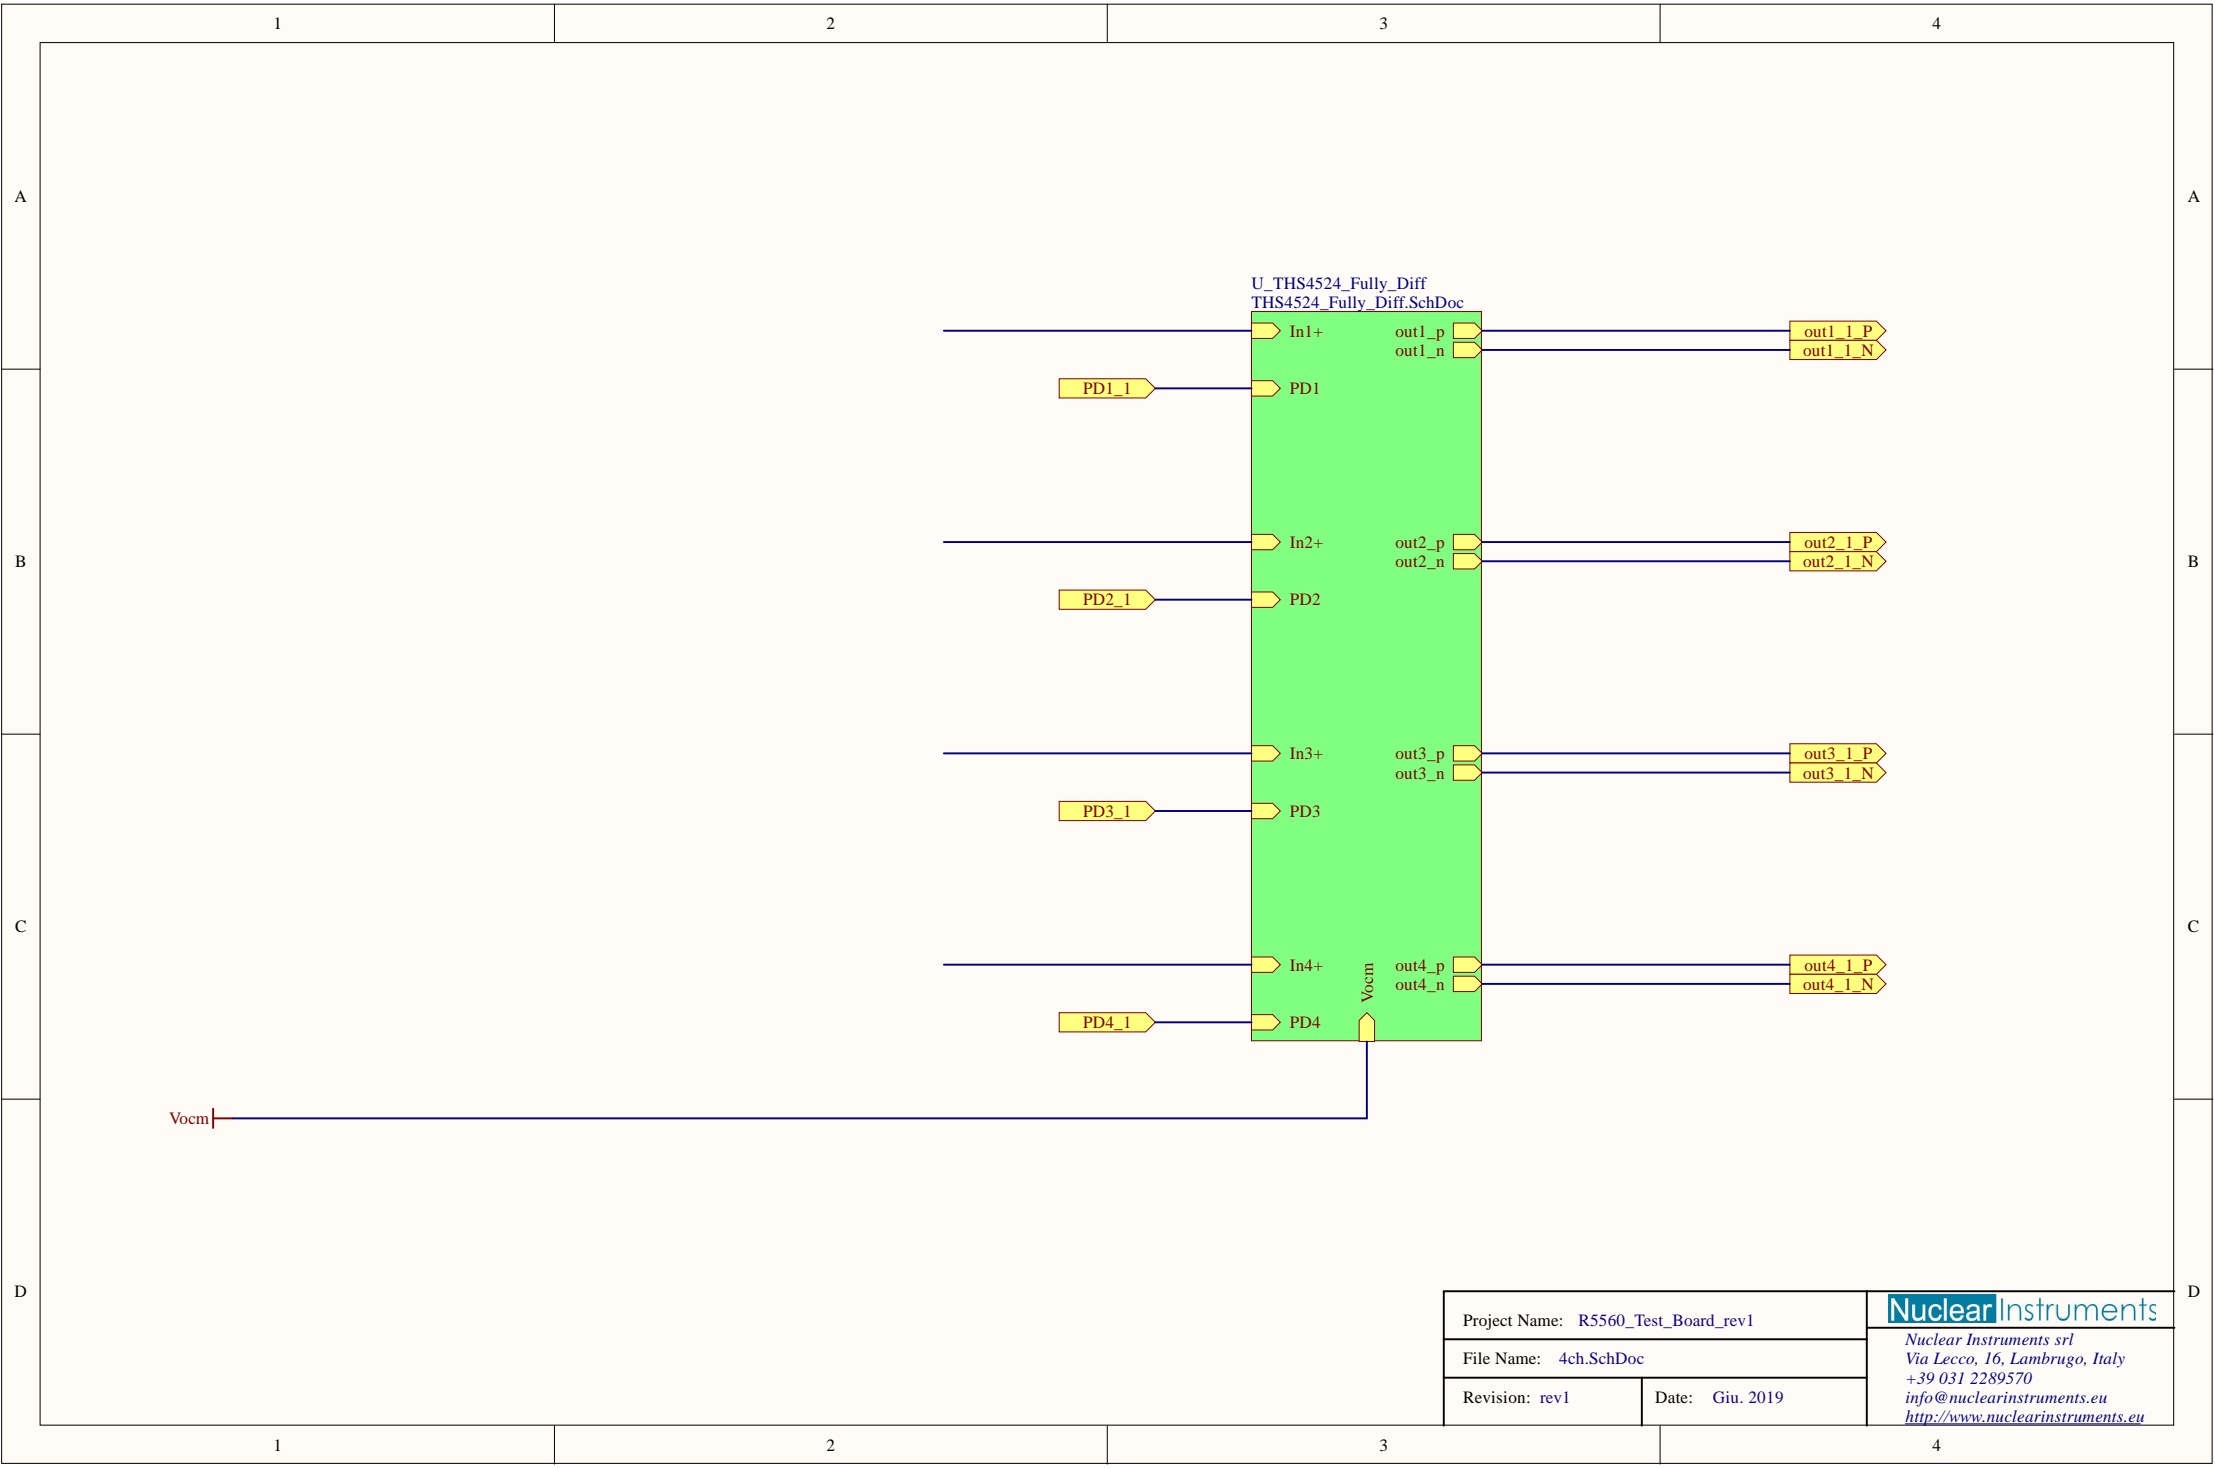 1 2 3 4
A A
U_THS4524_Fully_Diff
THS4524_Fully_Diff.SchDoc
In1+ out1_p out1_1_P
out1_n out1_1_N
PD1_1 PD1
B B
In2+ out2_p out2_1_P
out2_n out2_1_N
PD2_1 PD2
In3+ out3_p out3_1_P
out3_n out3_1_N
PD3_1 PD3
C C
In4+ out4_p out4_1_P
Vocm out4_n out4_1_N
PD4_1 PD4
Vocm
D D
Project Name: R5560_Test_Board_rev1
File Name: 4ch.SchDoc
Revision: rev1 Date: Giu. 2019
Nuclear Instruments
Nuclear Instruments srl
Via Lecco, 16, Lambrugo, Italy
+39 031 2289570
info@nuclearinstruments.eu
http://www.nuclearinstruments.eu
1 2 3 4